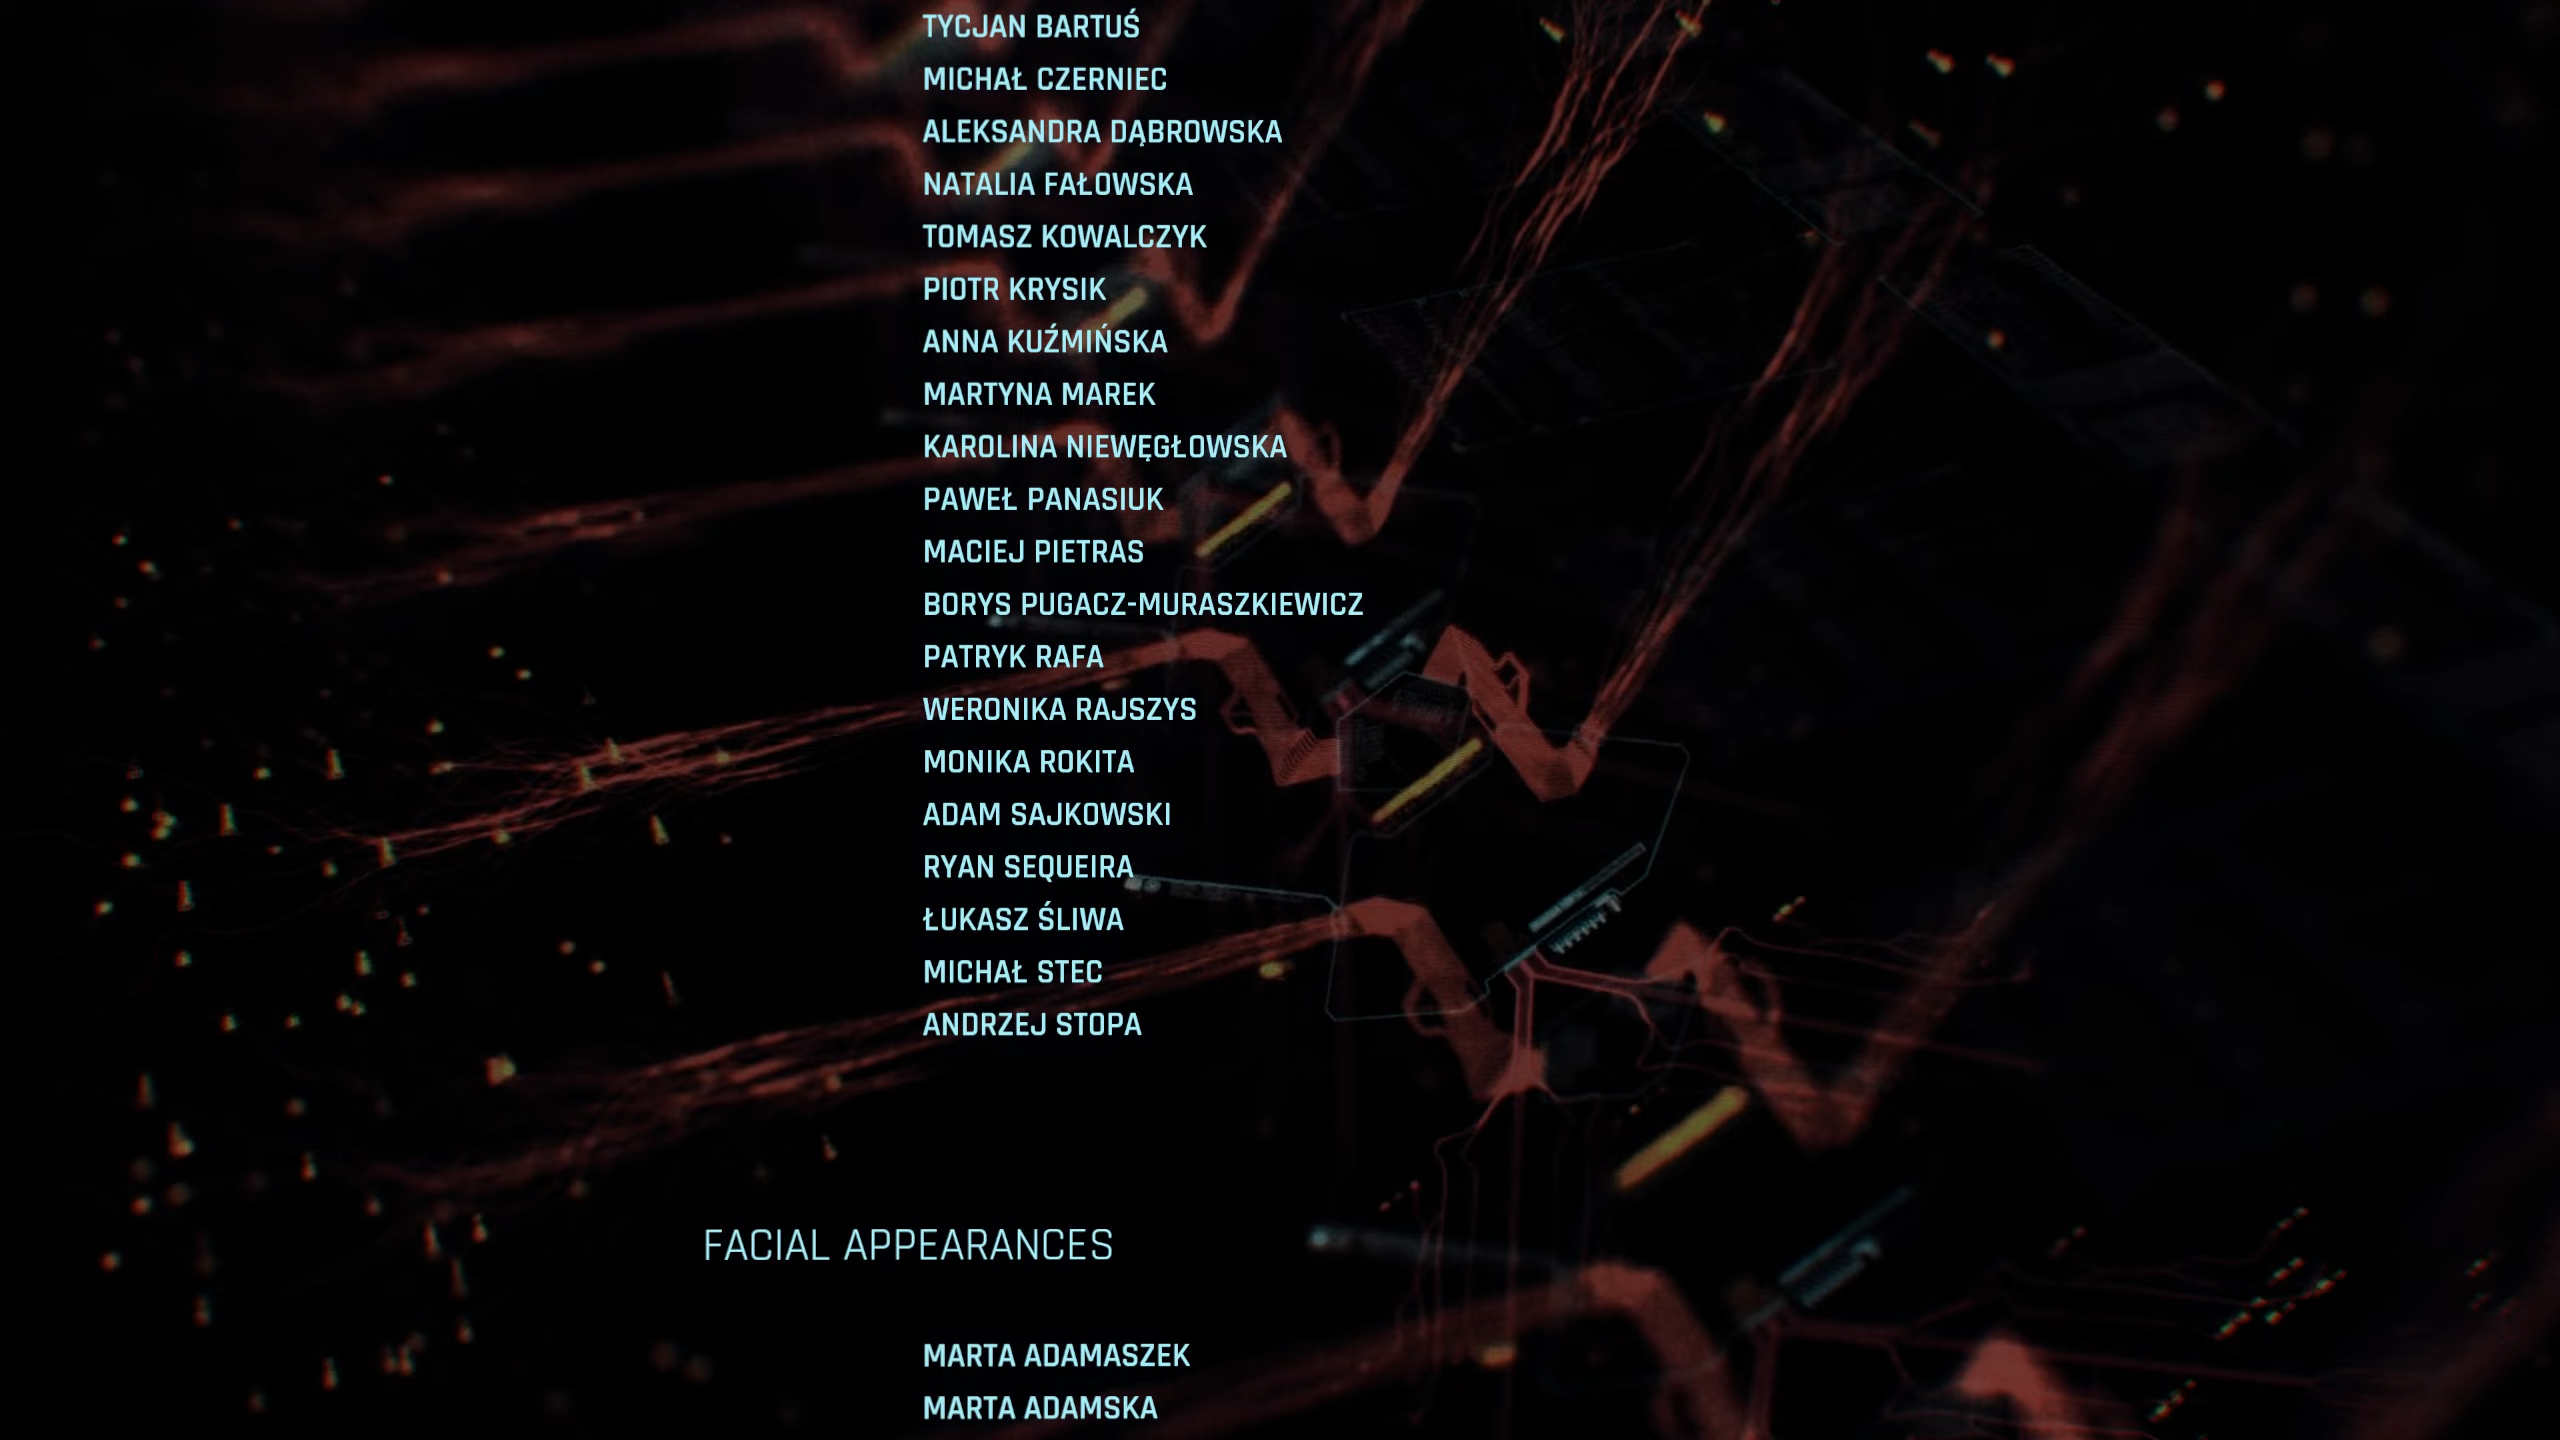 TYCJAN BARTUŚ
MICHAŁ CZERNIEC
ALEKSANDRA DĄBROWSKA
NATALIA FAŁOWSKA
TOMASZ KOWALCZYK
PIOTR KRYSIK
ANNA KUŹMIŃSKA
MARTYNA MAREK
KAROLINA NIEWĘGŁOWSKA
PAWEŁ PANASIUK
MACIEJ PIETRAS
BORYS PUGACZ-MURASZKIEWICZ
PATRYK RAFA
WERONIKA RAJSZYS
MONIKA ROKITA
ADAM SAJKOWSKI
RYAN SEQUEIRA
ŁUKASZ ŚLIWA
MICHAŁ STEC
ANDRZEJ STOPA
FACIAL APPEARANCES
MARTA ADAMASZEK
MARTA ADAMSKA